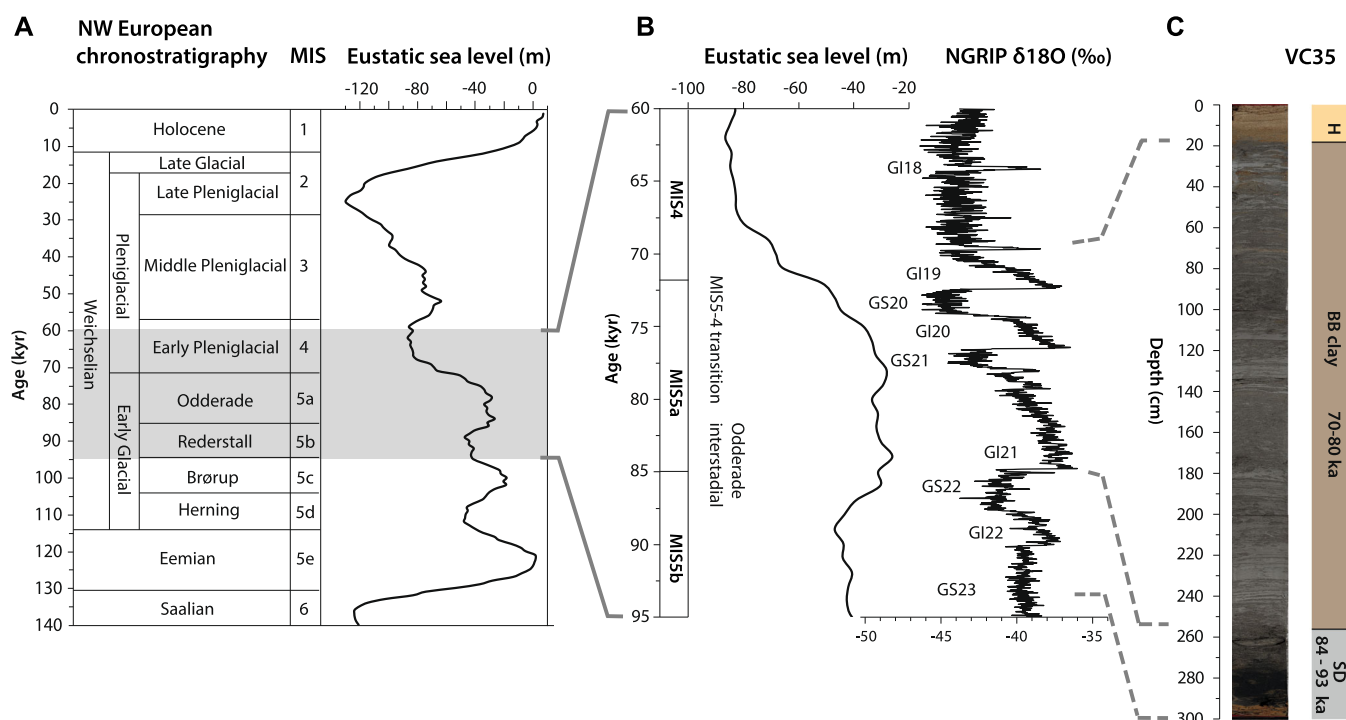 A
NW European
chronostratigraphy
MIS
Eustatic sea level (m)
-120
-80
-40
0
Age (kyr)
0
10
20
30
40
50
60
70
80
90
100
110
120
130
140
Holocene
1
Weichselian
Pleniglacial
Early Glacial
Late Glacial
2
Late Pleniglacial
Middle Pleniglacial
3
Early Pleniglacial
4
Odderade
5a
Rederstall
5b
Brørup
5c
Herning
5d
Eemian
5e
Saalian
6
B
Eustatic sea level (m)
-100
-80
-60
-40
-20
NGRIP δ18O (‰)
Age (kyr)
60
65
70
75
80
85
90
95
MIS4
MIS5a
MIS5b
MIS5-4 transition
Odderade
interstadial
GI18
GI19
GS20
GI20
GS21
GI21
GS22
GI22
GS23
-50
-45
-40
-35
C
VC35
Depth (cm)
0
20
40
60
80
100
120
140
160
180
200
220
240
260
280
300
H
BB clay
70-80 ka
SD
84 - 93 ka